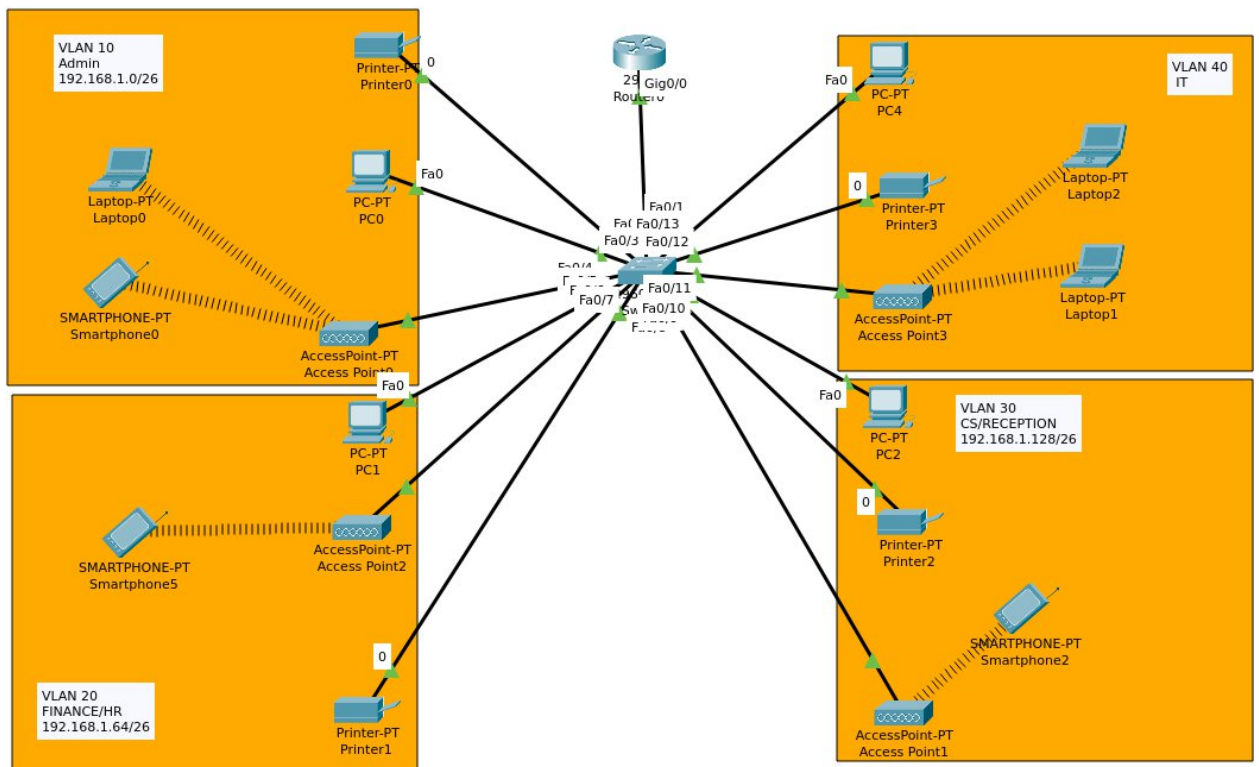 VLAN 10
Admin
192.168.1.0/26
Printer-PT
Printer0
0
Laptop-PT
Laptop0
PC-PT
PC0
Fa0
SMARTPHONE-PT
Smartphone0
AccessPoint-PT
Access Point0
29
Router0
Gig0/0
Fa0/1
Fa0/13
Fa0/3
Fa0/12
Fa0/4
Fa0/7
Fa0/11
Fa0/10
Fa0
PC-PT
PC4
VLAN 40
IT
Laptop-PT
Laptop2
0
Printer-PT
Printer3
Laptop-PT
Laptop1
AccessPoint-PT
Access Point3
Fa0
PC-PT
PC1
SMARTPHONE-PT
Smartphone5
AccessPoint-PT
Access Point2
0
VLAN 20
FINANCE/HR
192.168.1.64/26
Printer-PT
Printer1
Fa0
PC-PT
PC2
VLAN 30
CS/RECEPTION
192.168.1.128/26
0
Printer-PT
Printer2
SMARTPHONE-PT
Smartphone2
AccessPoint-PT
Access Point1